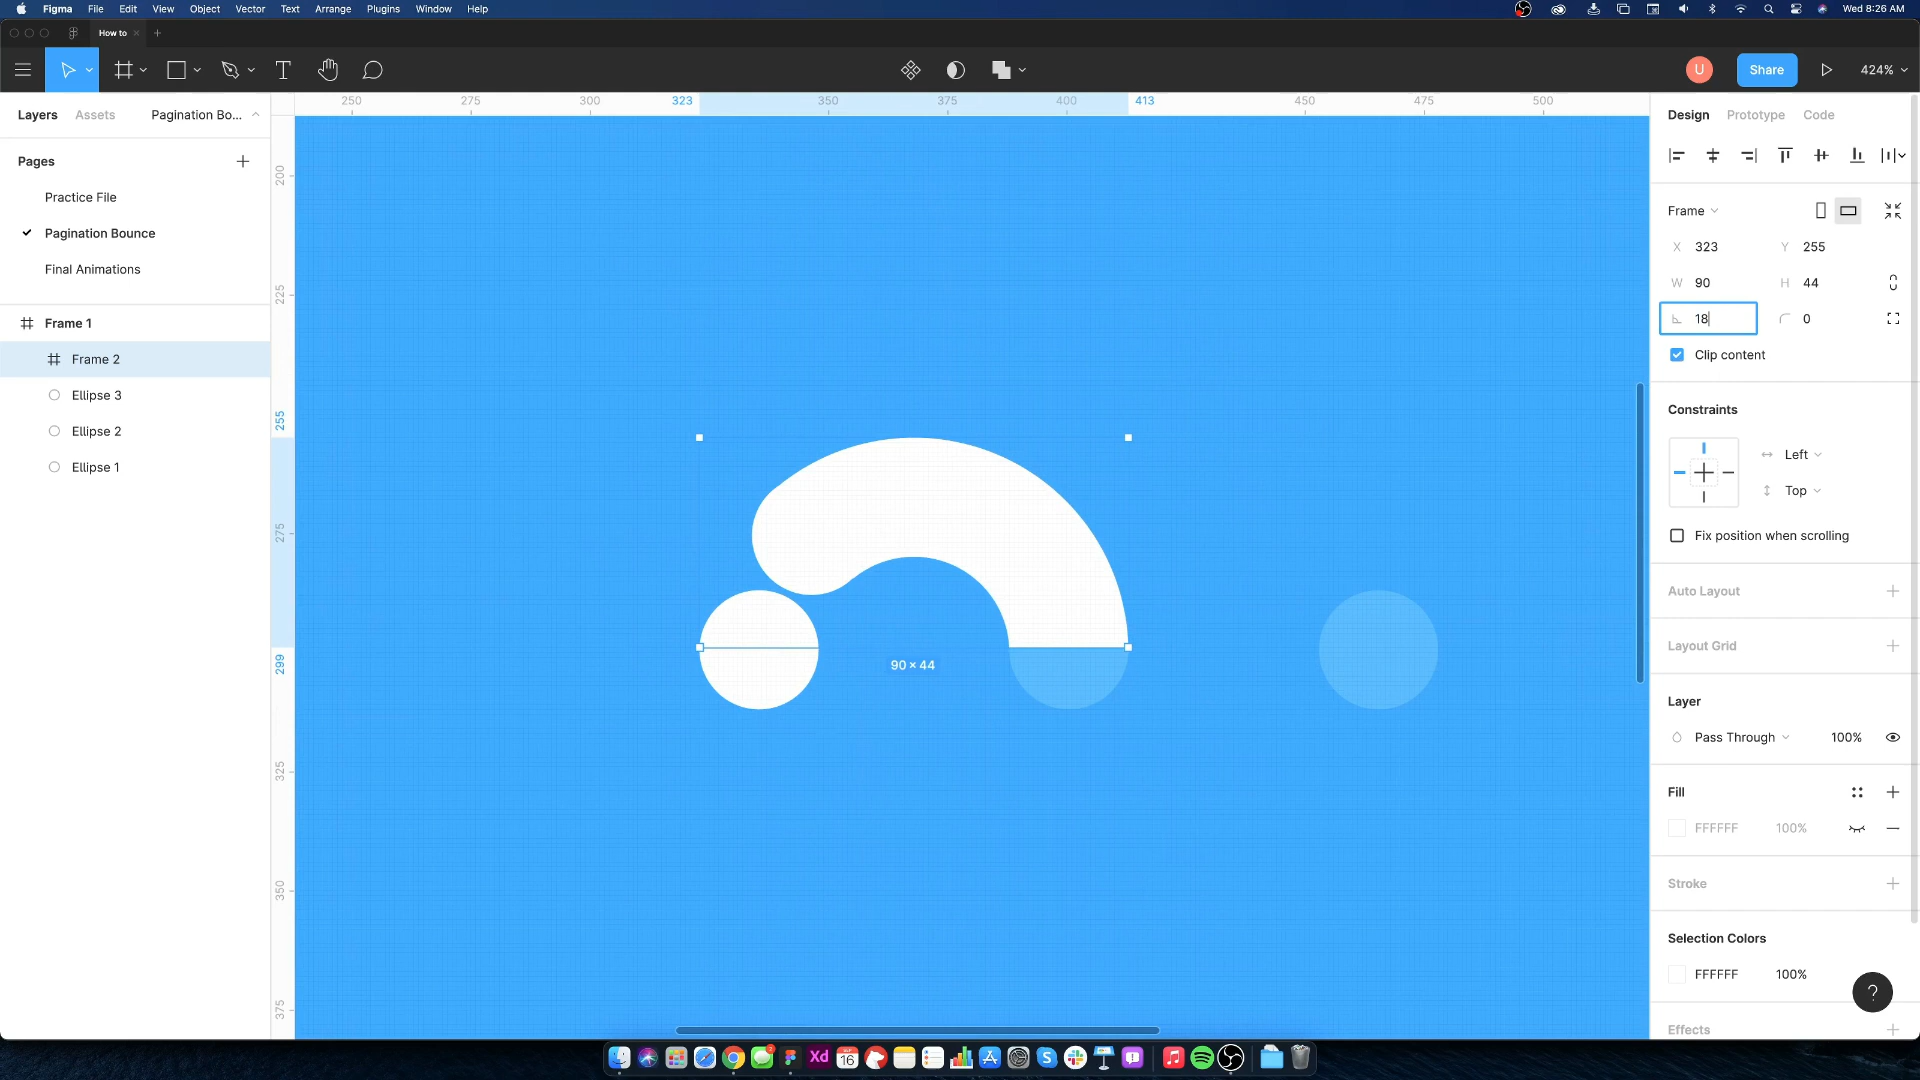 Figma File Edit View Object Vector Text Arrange Plugins Window Help Wed 8:26 AM
How to
U Share 424%
Layers Assets Pagination Bo... Design Prototype Code
250 275 300 323 350 375 400 413 450 475 500
Pages
Practice File
Pagination Bounce
Final Animations
Frame 1
Frame 2
Ellipse 3
Ellipse 2
Ellipse 1
200
225
255
275
299
325
350
375
90 × 44
Frame
X 323 Y 255
W 90 H 44
18 0
Clip content
Constraints
Left
Top
Fix position when scrolling
Auto Layout
Layout Grid
Layer
Pass Through 100%
Fill
FFFFFF 100%
Stroke
Selection Colors
FFFFFF 100%
?
Effects
Xd
16